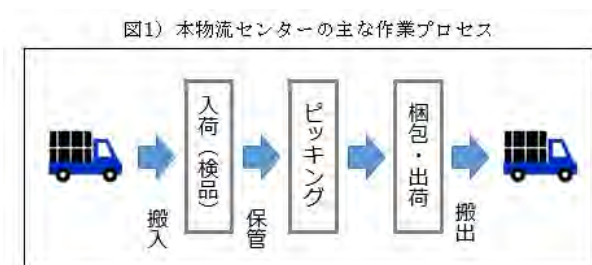 図1）本物流センターの主な作業プロセス
搬入
入荷（検品）
保管
ピッキング
梱包・出荷
搬出